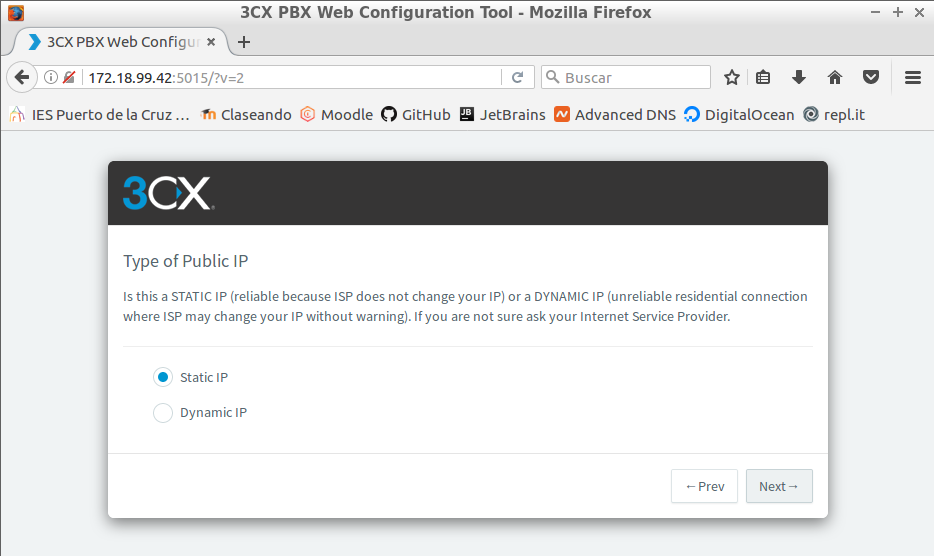 3CX PBX Web Configuration Tool - Mozilla Firefox
3CX PBX Web Configur
172.18.99.42:5015/?v=2
Buscar
IES Puerto de la Cruz ... Claseando Moodle GitHub JetBrains Advanced DNS DigitalOcean repl.it
3CX
Type of Public IP
Is this a STATIC IP (reliable because ISP does not change your IP) or a DYNAMIC IP (unreliable residential connection
where ISP may change your IP without warning). If you are not sure ask your Internet Service Provider.
Static IP
Dynamic IP
←Prev Next→